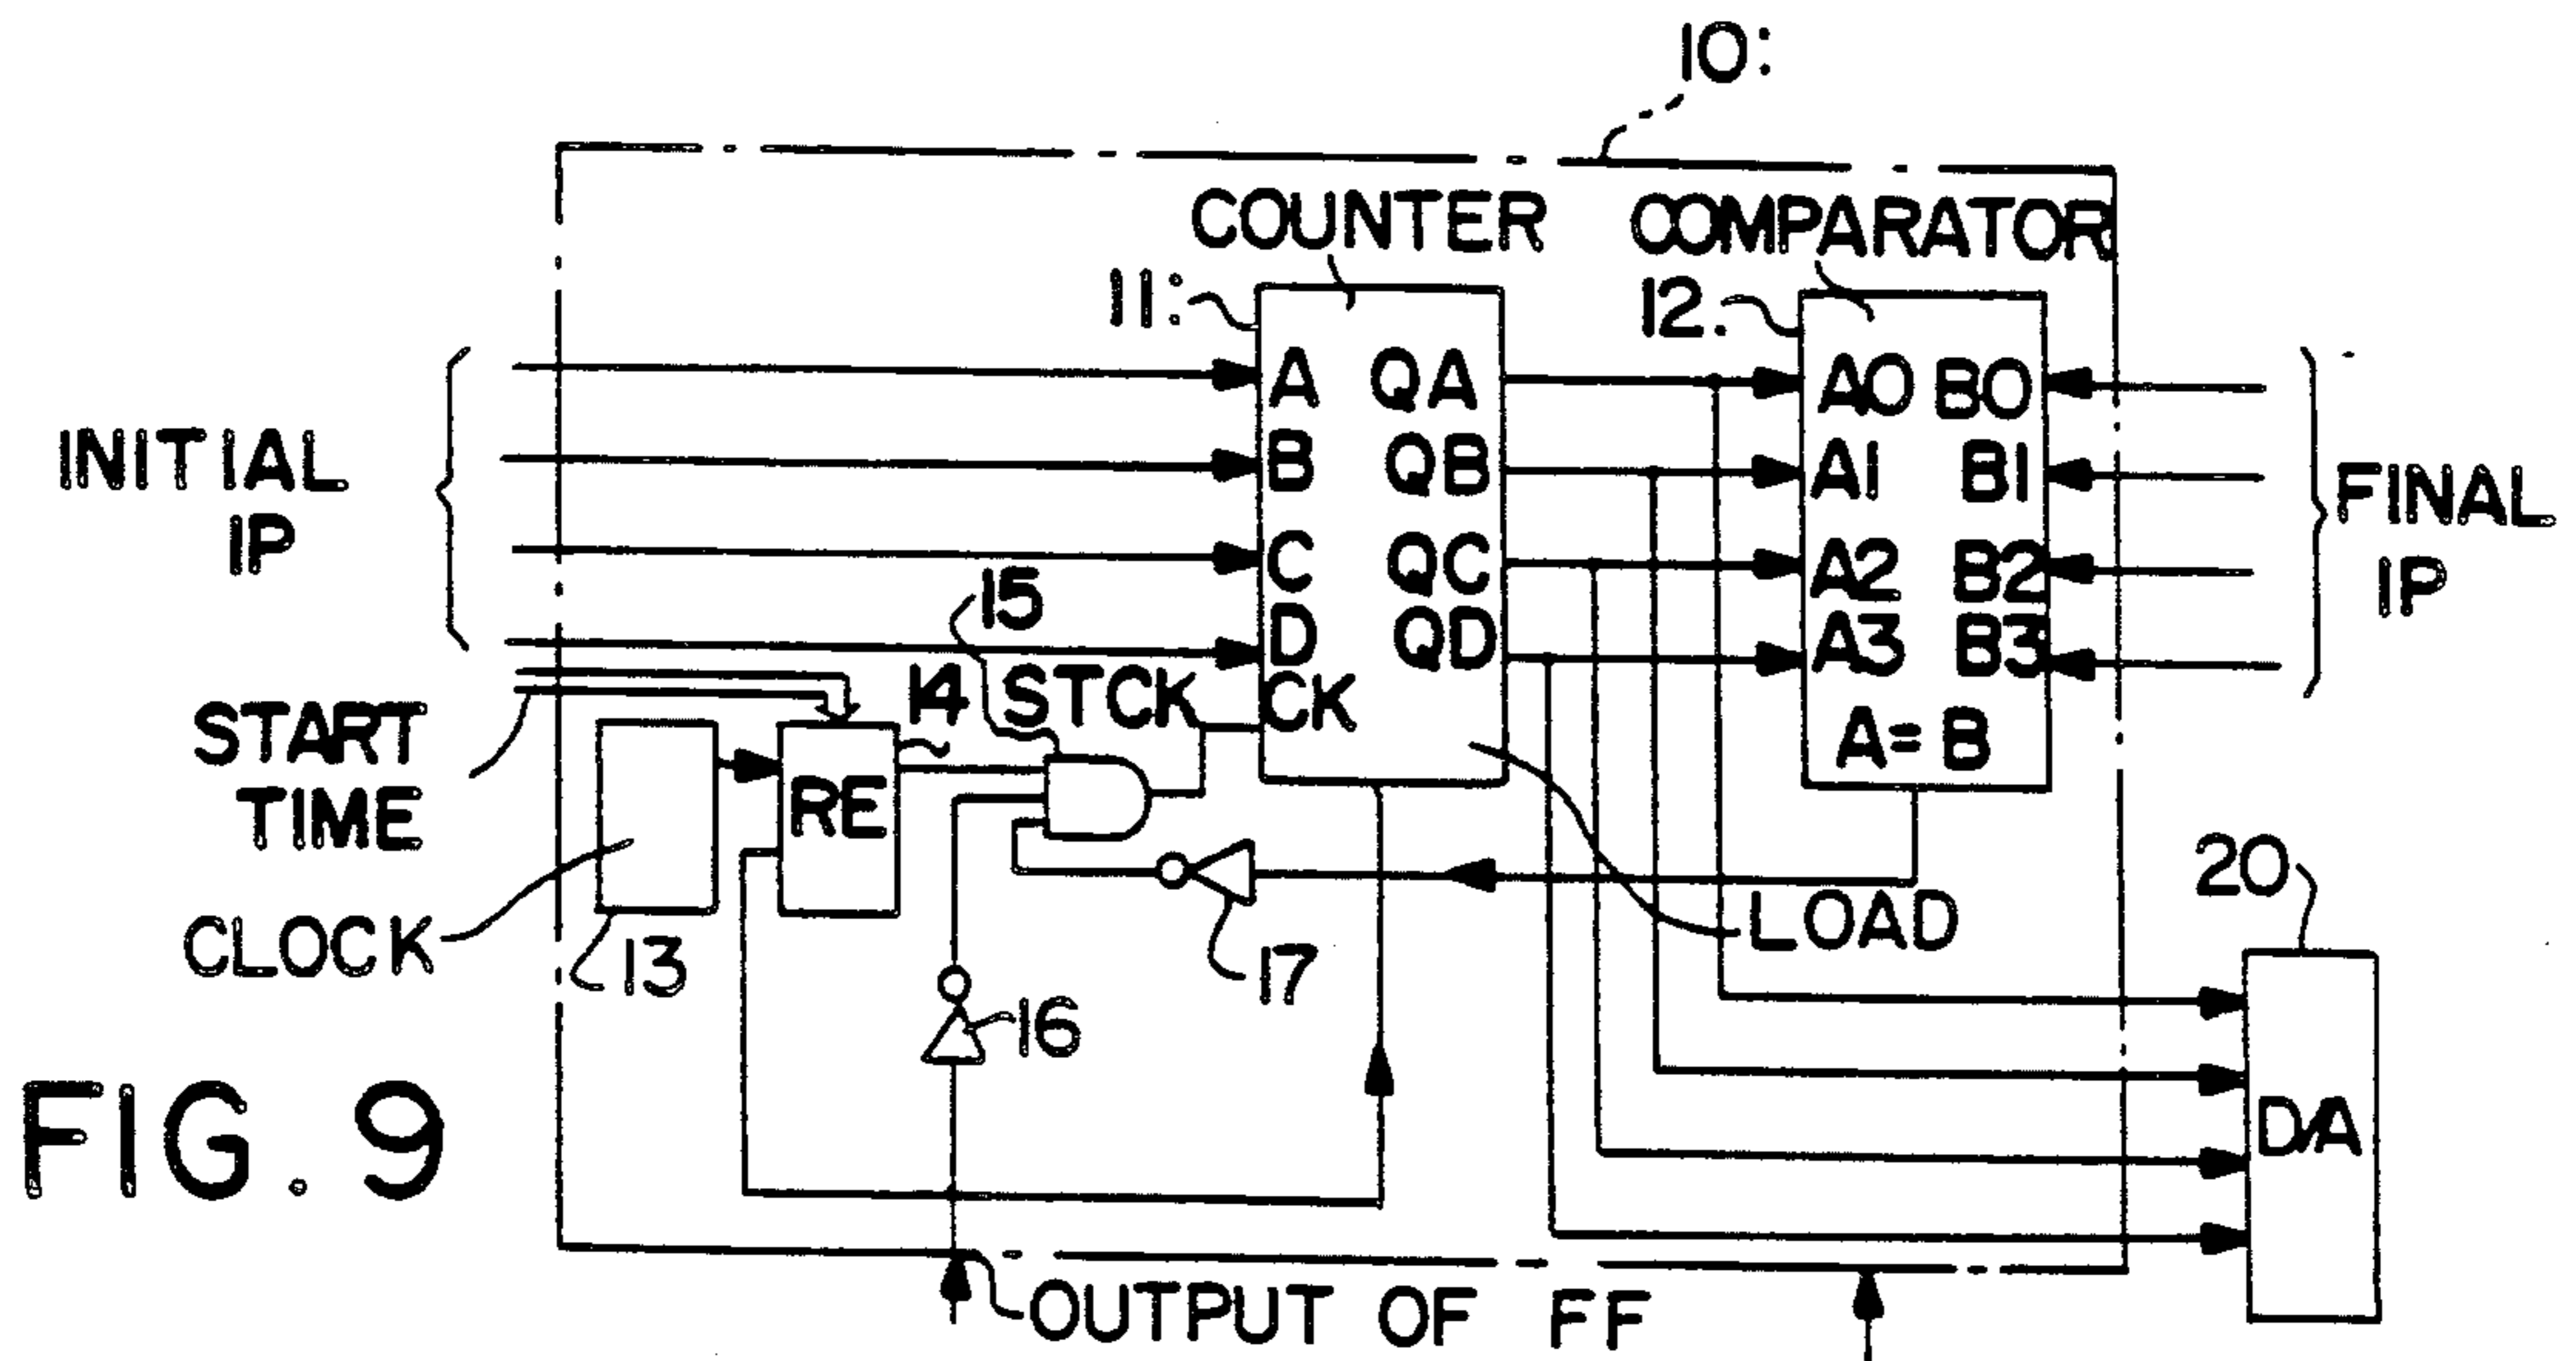 10:
COUNTER COMPARATOR
11: 12.
A QA A0 B0
B QB A1 B1
C QC A2 B2
D QD A3 B3
CK A=B
INITIAL
IP
FINAL
IP
15
14 STCK
START
TIME
RE
CLOCK
13
16
17
LOAD
20
D/A
OUTPUT OF FF
FIG. 9